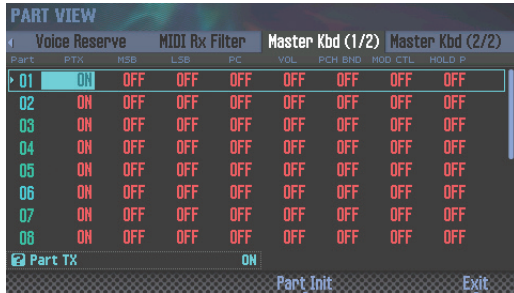 PART VIEW
Voice Reserve MIDI Rx Filter Master Kbd (1/2) Master Kbd (2/2)
Part PTX MSB LSB PC VOL PCH BND MOD CTL HOLD P
01 ON OFF OFF OFF OFF OFF OFF OFF
02 ON OFF OFF OFF OFF OFF OFF OFF
03 ON OFF OFF OFF OFF OFF OFF OFF
04 ON OFF OFF OFF OFF OFF OFF OFF
05 ON OFF OFF OFF OFF OFF OFF OFF
06 ON OFF OFF OFF OFF OFF OFF OFF
07 ON OFF OFF OFF OFF OFF OFF OFF
08 ON OFF OFF OFF OFF OFF OFF OFF
? Part TX ON
Part Init Exit